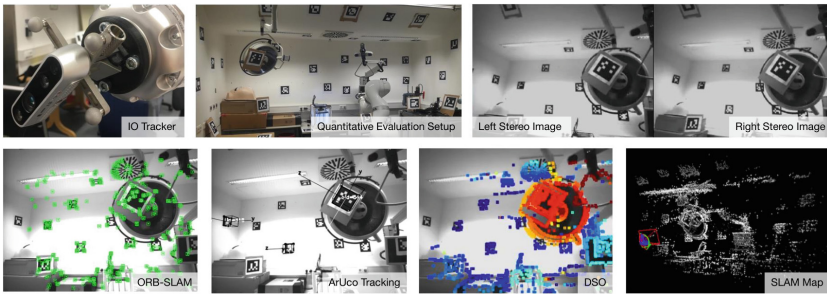 IO Tracker
Quantitative Evaluation Setup
Left Stereo Image
Right Stereo Image
ORB-SLAM
ArUco Tracking
DSO
SLAM Map